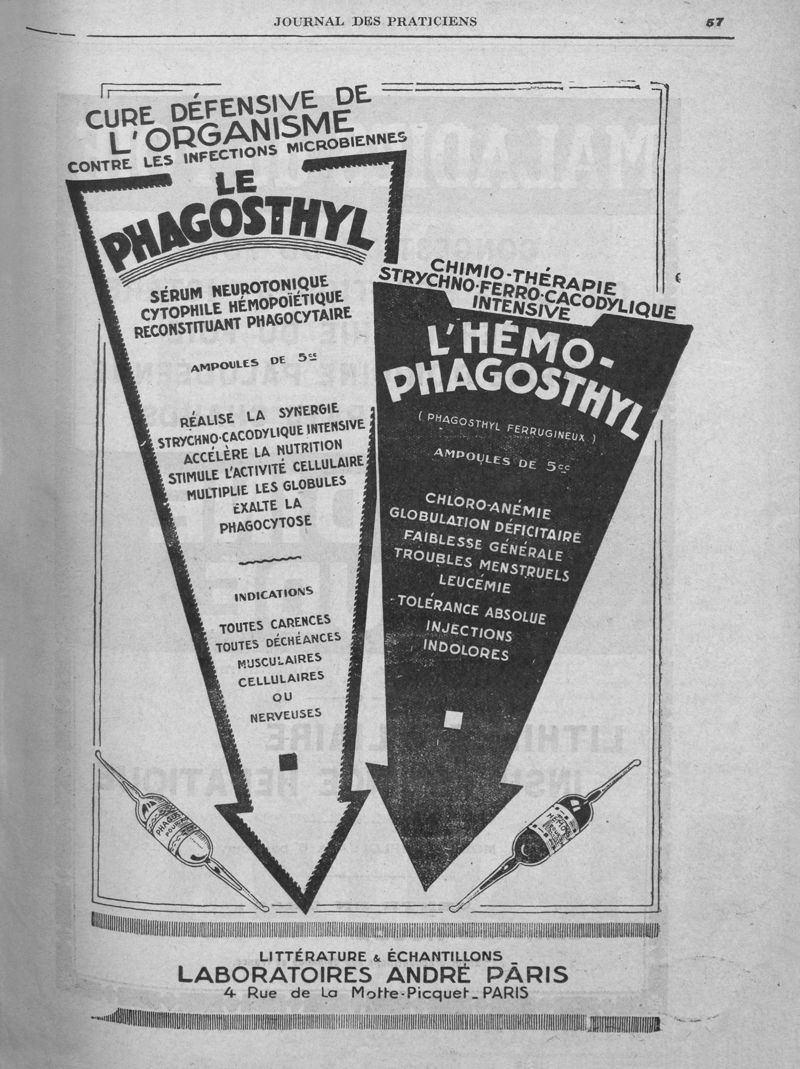 JOURNAL DES PRATICIENS
57
CURE DÉFENSIVE DE
L'ORGANISME
CONTRE LES INFECTIONS MICROBIENNES
LE
PHAGOSTHYL
SÉRUM NEUROTONIQUE
CYTOPHILE HÉMOPOÏÉTIQUE
RECONSTITUANT PHAGOCYTAIRE
AMPOULES DE 5cc
RÉALISE LA SYNERGIE
STRYCHNO-CACODYLIQUE INTENSIVE
ACCÉLÈRE LA NUTRITION
STIMULE L'ACTIVITÉ CELLULAIRE
MULTIPLIE LES GLOBULES
EXALTE LA
PHAGOCYTOSE
INDICATIONS
TOUTES CARENCES
TOUTES DÉCHÉANCES
MUSCULAIRES
CELLULAIRES
OU
NERVEUSES
CHIMIO-THÉRAPIE
STRYCHNO-FERRO-CACODYLIQUE
INTENSIVE
L'HÉMO-
PHAGOSTHYL
( PHAGOSTHYL FERRUGINEUX )
AMPOULES DE 5cc
CHLORO-ANÉMIE
GLOBULATION DÉFICITAIRE
FAIBLESSE GÉNÉRALE
TROUBLES MENSTRUELS
LEUCÉMIE
TOLÉRANCE ABSOLUE
INJECTIONS
INDOLORES
LITTÉRATURE & ÉCHANTILLONS
LABORATOIRES ANDRÉ PÂRIS
4 Rue de La Motte-Picquet_PARIS